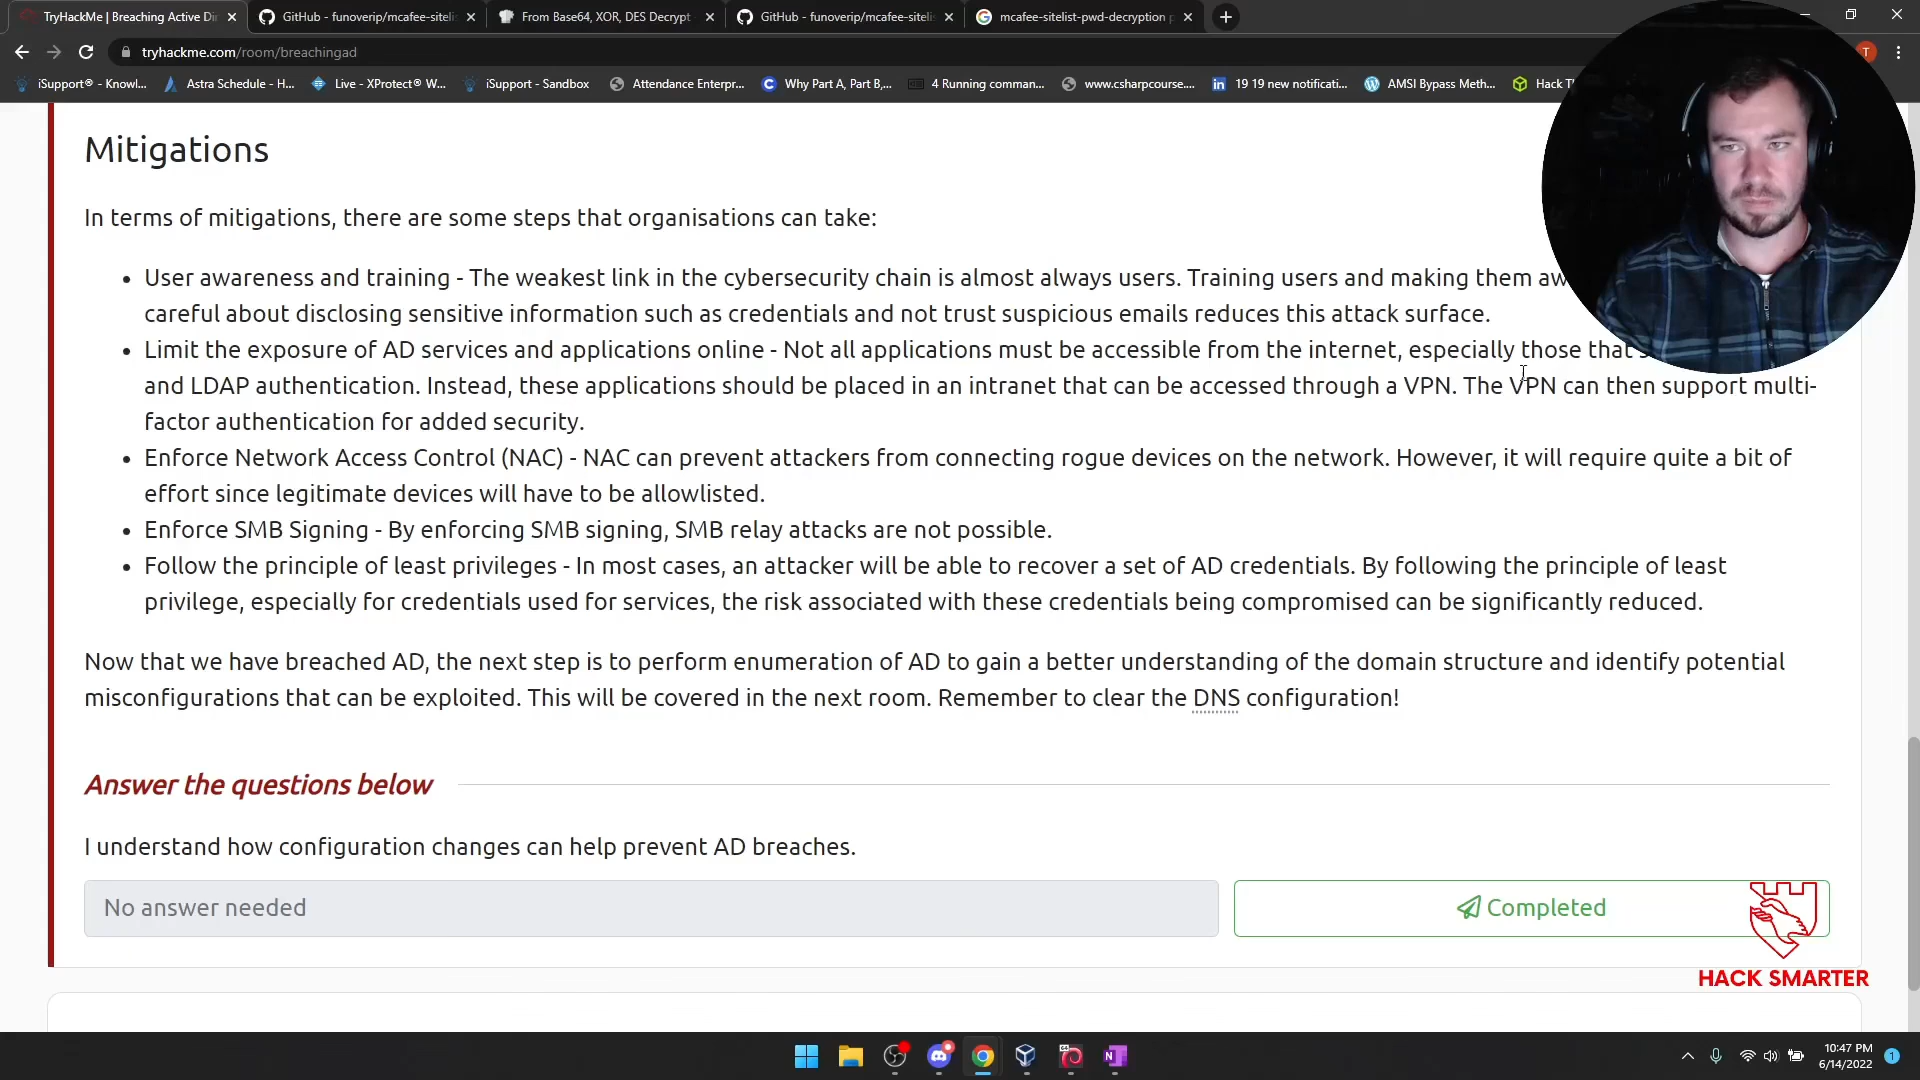 TryHackMe | Breaching Active Di
GitHub - funoverip/mcafee-siteli
From Base64, XOR, DES Decrypt
GitHub - funoverip/mcafee-siteli
mcafee-sitelist-pwd-decryption p
tryhackme.com/room/breachingad
T
iSupport® - Knowl...
Astra Schedule - H...
Live - XProtect® W...
iSupport - Sandbox
Attendance Enterpr...
Why Part A, Part B,...
4 Running comman...
www.csharpcourse....
19 19 new notificati...
AMSI Bypass Meth...
Hack T
Mitigations
In terms of mitigations, there are some steps that organisations can take:
• User awareness and training - The weakest link in the cybersecurity chain is almost always users. Training users and making them aw
careful about disclosing sensitive information such as credentials and not trust suspicious emails reduces this attack surface.
• Limit the exposure of AD services and applications online - Not all applications must be accessible from the internet, especially those that s
and LDAP authentication. Instead, these applications should be placed in an intranet that can be accessed through a VPN. The VPN can then support multi-
factor authentication for added security.
• Enforce Network Access Control (NAC) - NAC can prevent attackers from connecting rogue devices on the network. However, it will require quite a bit of
effort since legitimate devices will have to be allowlisted.
• Enforce SMB Signing - By enforcing SMB signing, SMB relay attacks are not possible.
• Follow the principle of least privileges - In most cases, an attacker will be able to recover a set of AD credentials. By following the principle of least
privilege, especially for credentials used for services, the risk associated with these credentials being compromised can be significantly reduced.
Now that we have breached AD, the next step is to perform enumeration of AD to gain a better understanding of the domain structure and identify potential
misconfigurations that can be exploited. This will be covered in the next room. Remember to clear the DNS configuration!
Answer the questions below
I understand how configuration changes can help prevent AD breaches.
No answer needed
Completed
HACK SMARTER
10:47 PM
6/14/2022
1